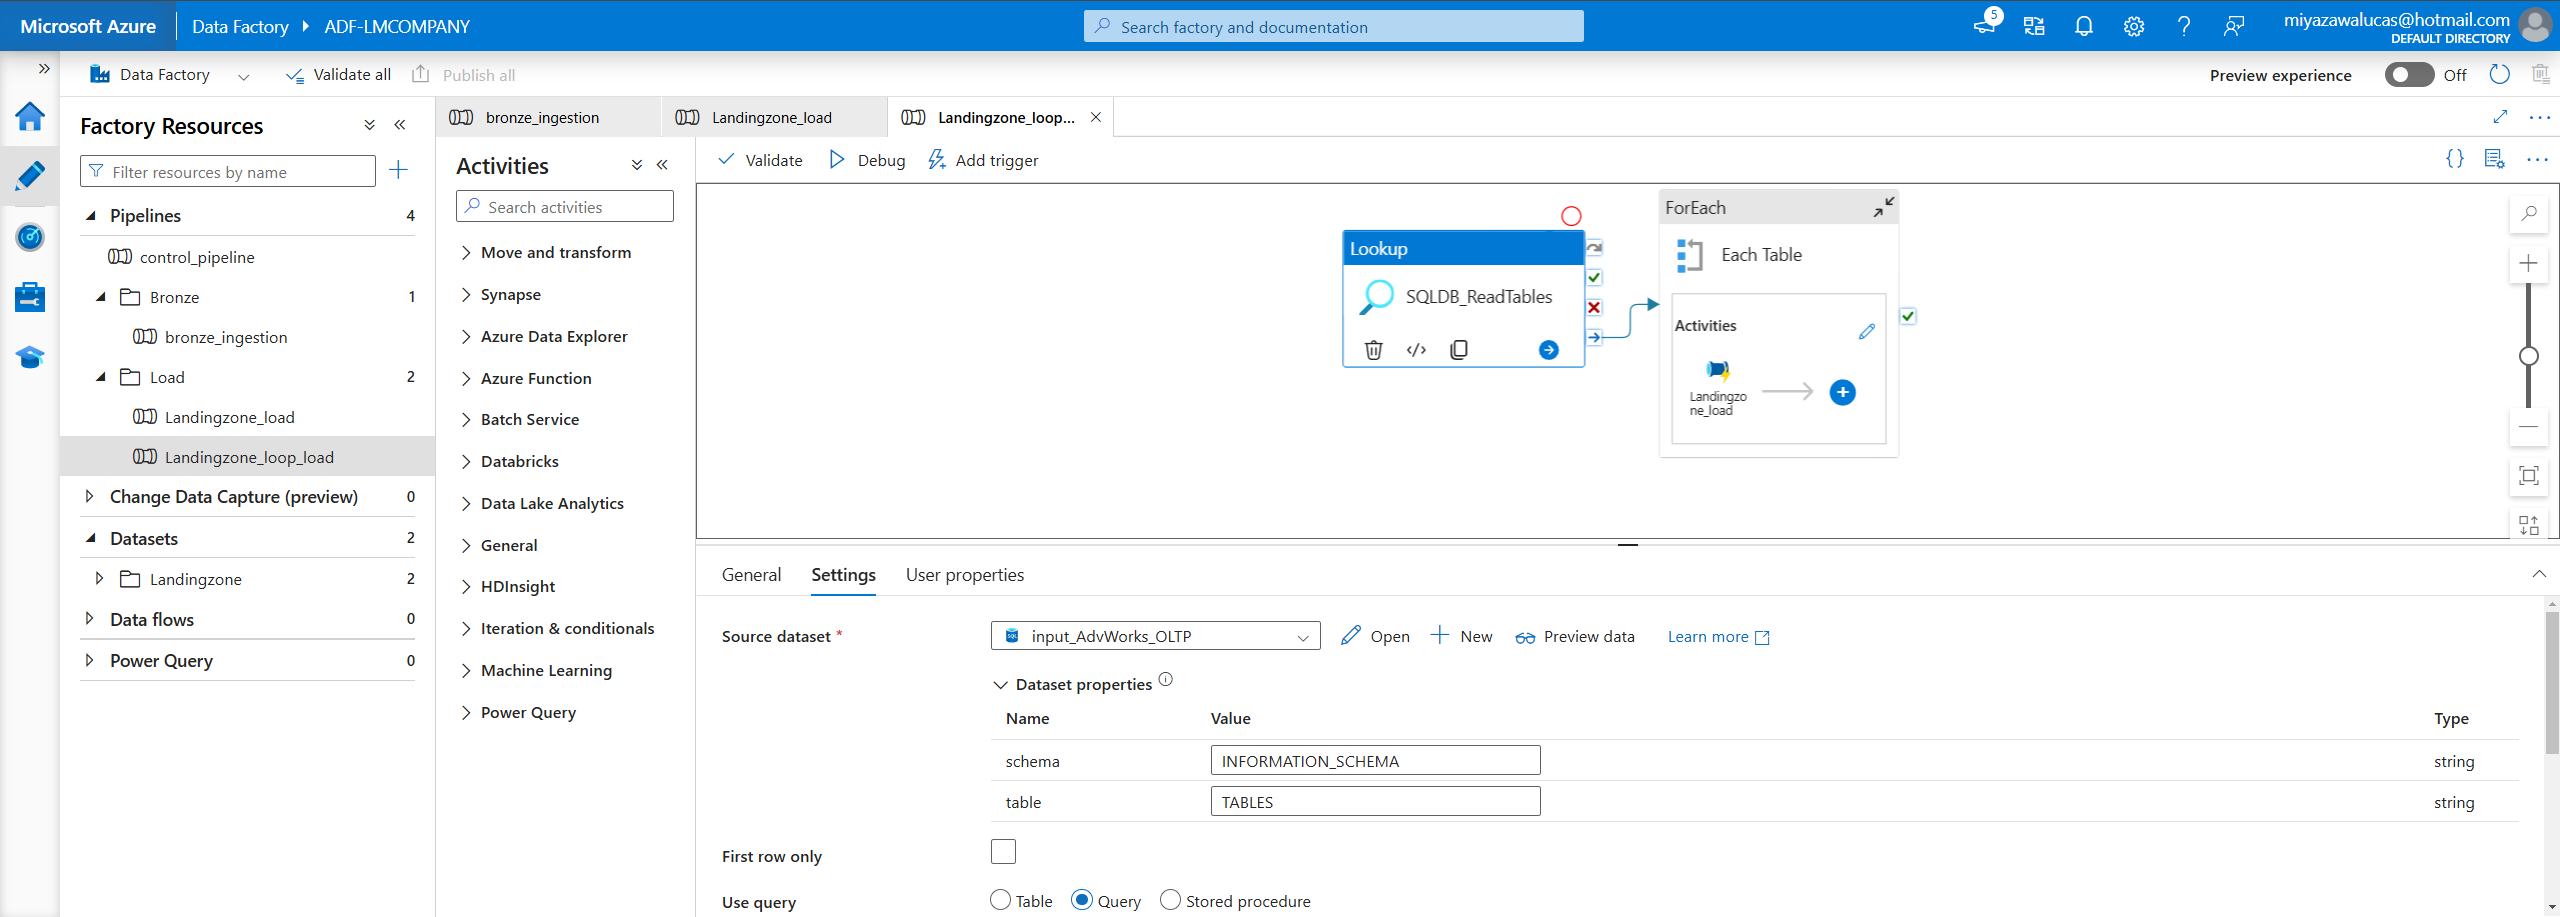 Microsoft Azure
Data Factory
ADF-LMCOMPANY
Search factory and documentation
5
miyazawalucas@hotmail.com
DEFAULT DIRECTORY
Data Factory
Validate all
Publish all
Preview experience
Off
Factory Resources
Filter resources by name
Pipelines 4
control_pipeline
Bronze 1
bronze_ingestion
Load 2
Landingzone_load
Landingzone_loop_load
Change Data Capture (preview) 0
Datasets 2
Landingzone 2
Data flows 0
Power Query 0
bronze_ingestion
Landingzone_load
Landingzone_loop...
Activities
Search activities
Move and transform
Synapse
Azure Data Explorer
Azure Function
Batch Service
Databricks
Data Lake Analytics
General
HDInsight
Iteration & conditionals
Machine Learning
Power Query
Validate
Debug
Add trigger
Lookup
SQLDB_ReadTables
ForEach
Each Table
Activities
Landingzo
ne_load
General
Settings
User properties
Source dataset *
input_AdvWorks_OLTP
Open
New
Preview data
Learn more
Dataset properties
Name Value Type
schema INFORMATION_SCHEMA string
table TABLES string
First row only
Use query
Table
Query
Stored procedure